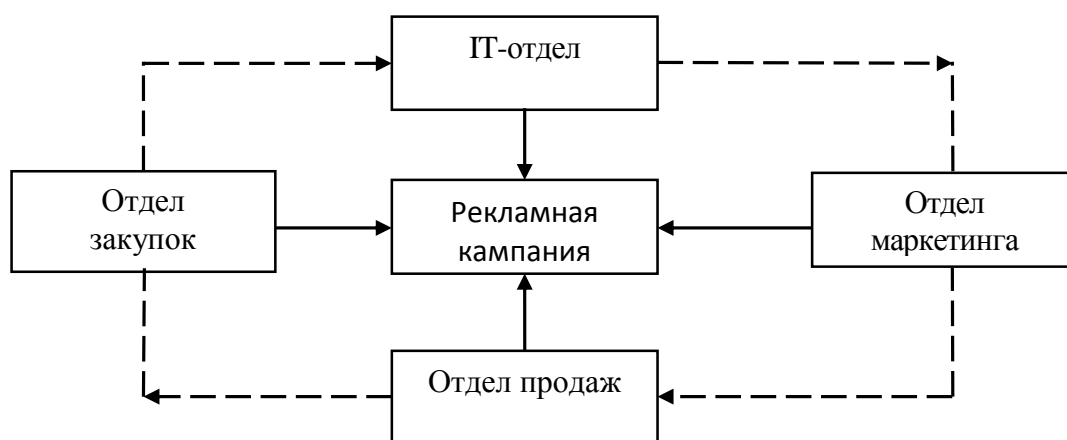 IT-отдел
Отдел
закупок
Рекламная
кампания
Отдел
маркетинга
Отдел продаж